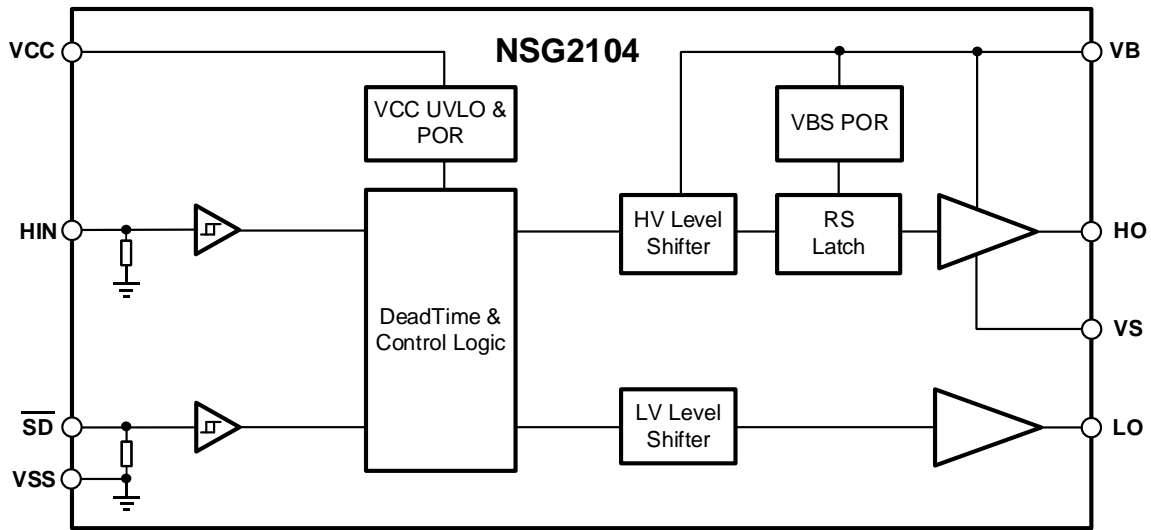 NSG2104
VCC
VB
VCC UVLO &
POR
VBS POR
HIN
HV Level
Shifter
RS
Latch
HO
DeadTime &
Control Logic
VS
SD
LV Level
Shifter
LO
VSS